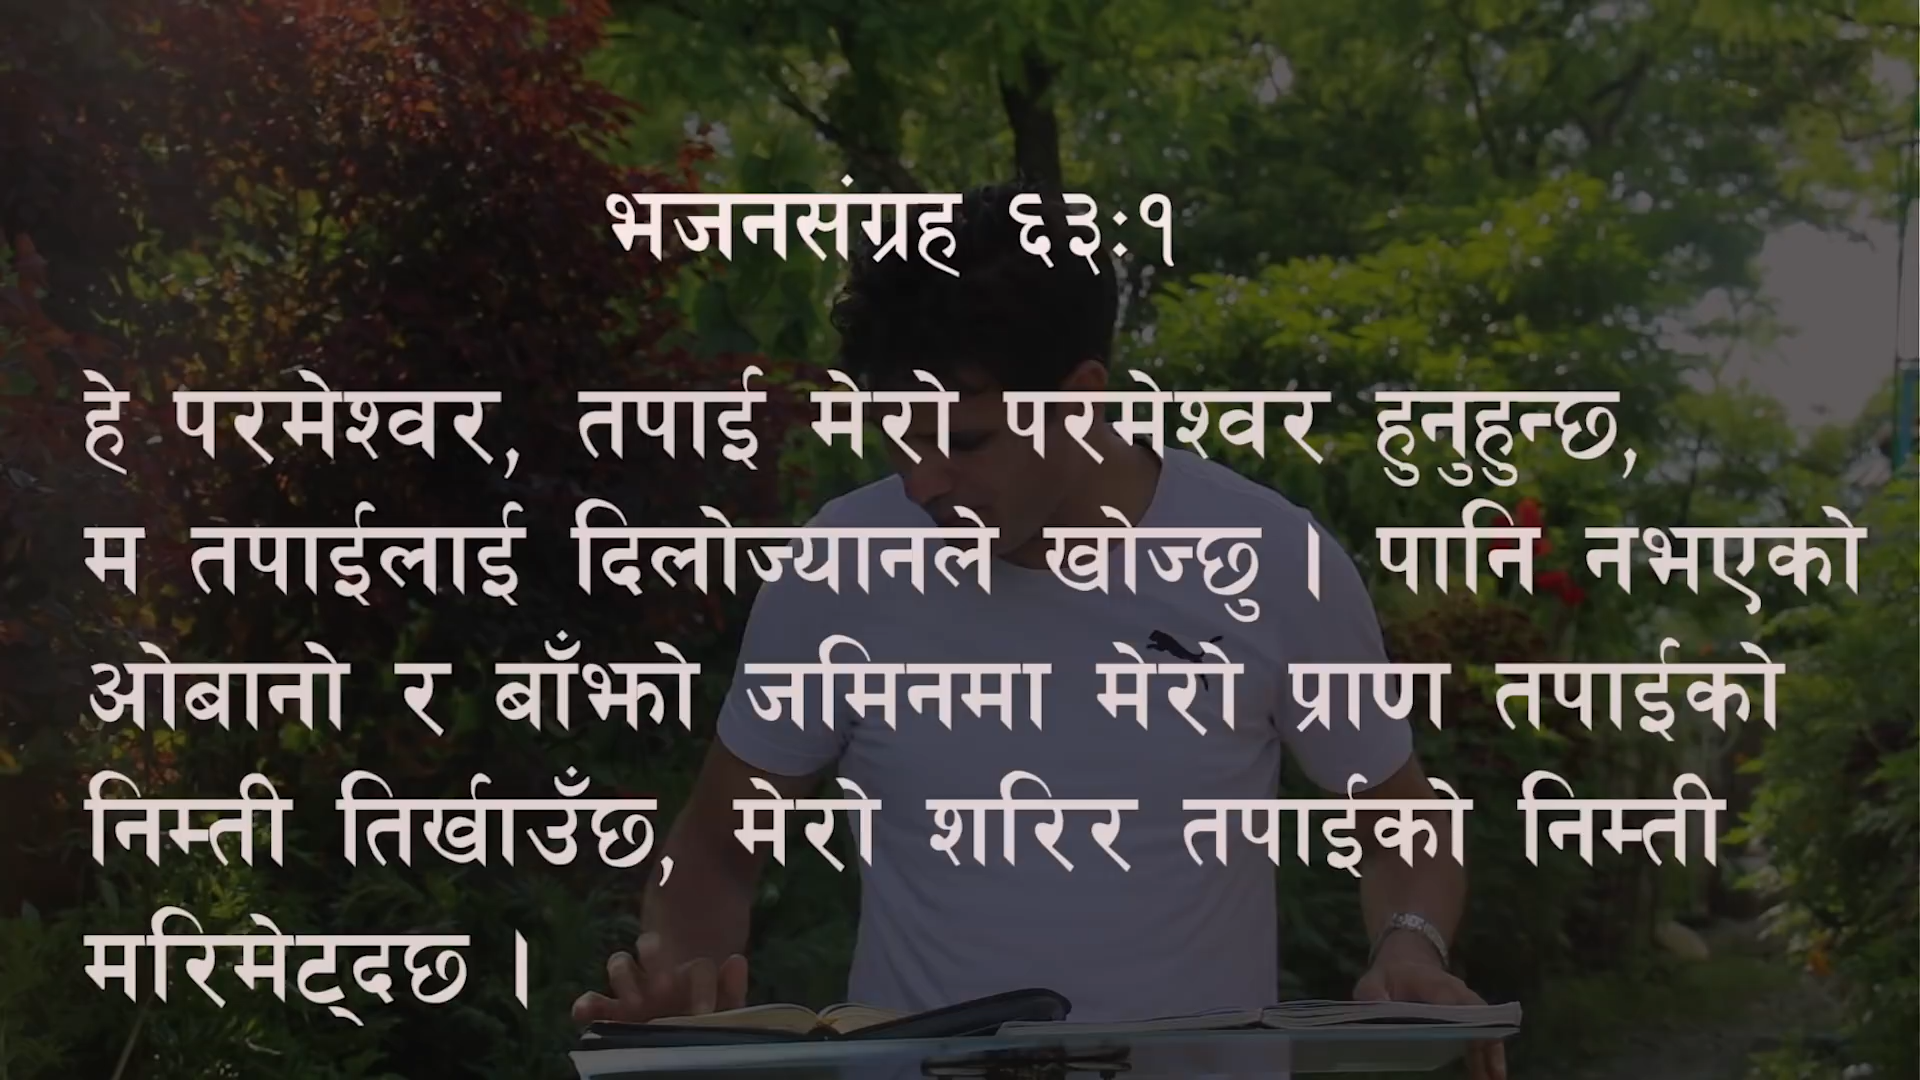 भजनसंग्रह ६३:१
हे परमेश्वर, तपाई मेरो परमेश्वर हुनुहुन्छ,
म तपाईलाई दिलोज्यानले खोज्छु । पानि नभएको
ओबानो र बाँझो जमिनमा मेरो प्राण तपाईको
निम्ती तिर्खाउँछ, मेरो शरिर तपाईको निम्ती
मरिमेट्दछ ।